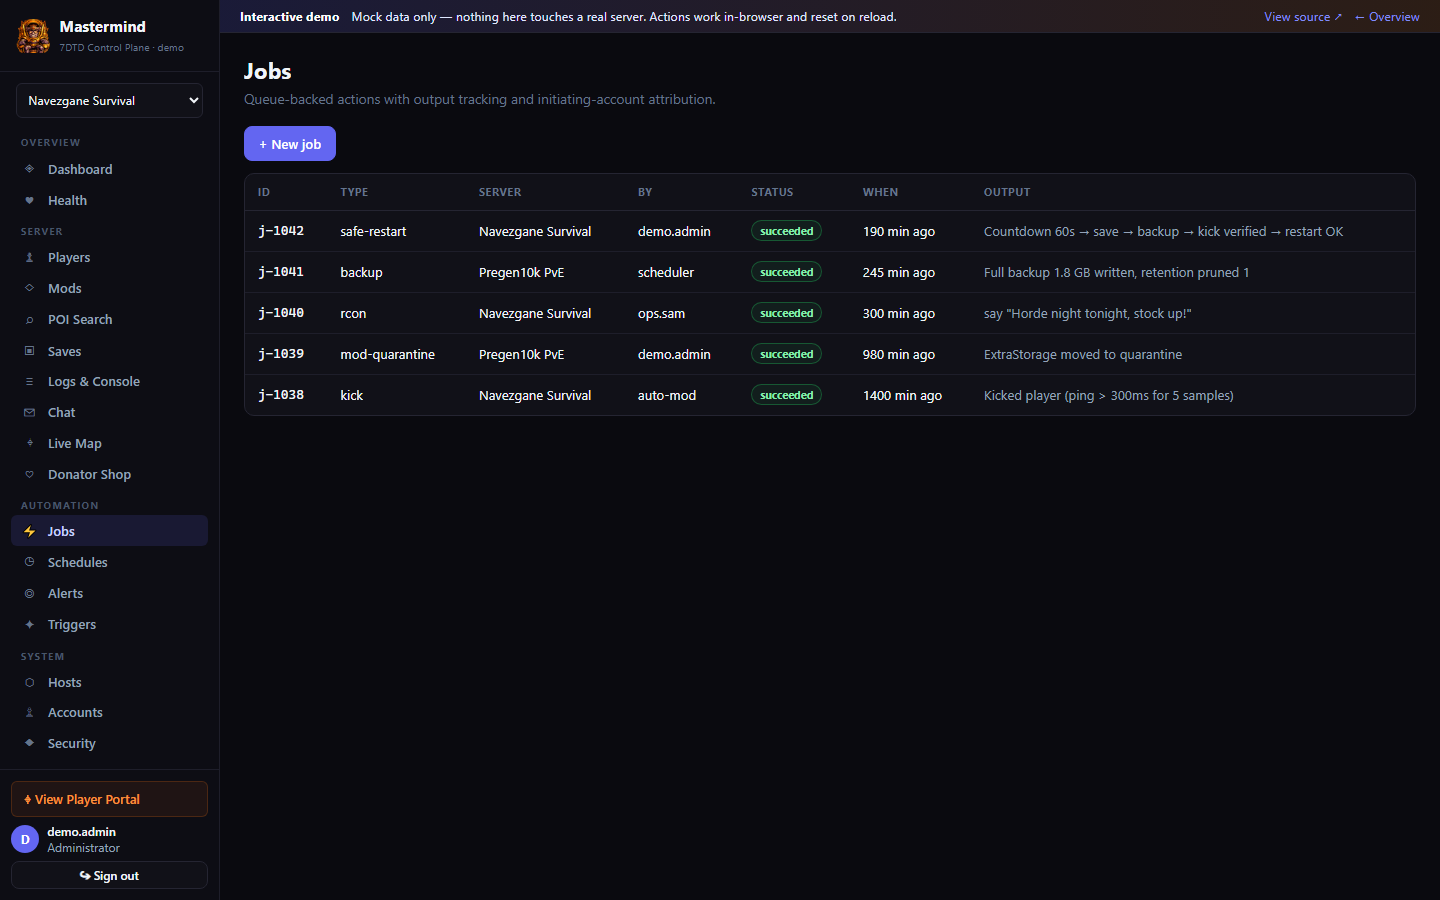 Mastermind
7DTD Control Plane · demo
Navezgane Survival
OVERVIEW
Dashboard
Health
SERVER
Players
Mods
POI Search
Saves
Logs & Console
Chat
Live Map
Donator Shop
AUTOMATION
Jobs
Schedules
Alerts
Triggers
SYSTEM
Hosts
Accounts
Security
View Player Portal
D
demo.admin
Administrator
↪ Sign out
Interactive demo Mock data only — nothing here touches a real server. Actions work in-browser and reset on reload.
View source ↗ ← Overview
Jobs
Queue-backed actions with output tracking and initiating-account attribution.
+ New job
ID TYPE SERVER BY STATUS WHEN OUTPUT
j-1042 safe-restart Navezgane Survival demo.admin succeeded 190 min ago Countdown 60s → save → backup → kick verified → restart OK
j-1041 backup Pregen10k PvE scheduler succeeded 245 min ago Full backup 1.8 GB written, retention pruned 1
j-1040 rcon Navezgane Survival ops.sam succeeded 300 min ago say "Horde night tonight, stock up!"
j-1039 mod-quarantine Pregen10k PvE demo.admin succeeded 980 min ago ExtraStorage moved to quarantine
j-1038 kick Navezgane Survival auto-mod succeeded 1400 min ago Kicked player (ping > 300ms for 5 samples)